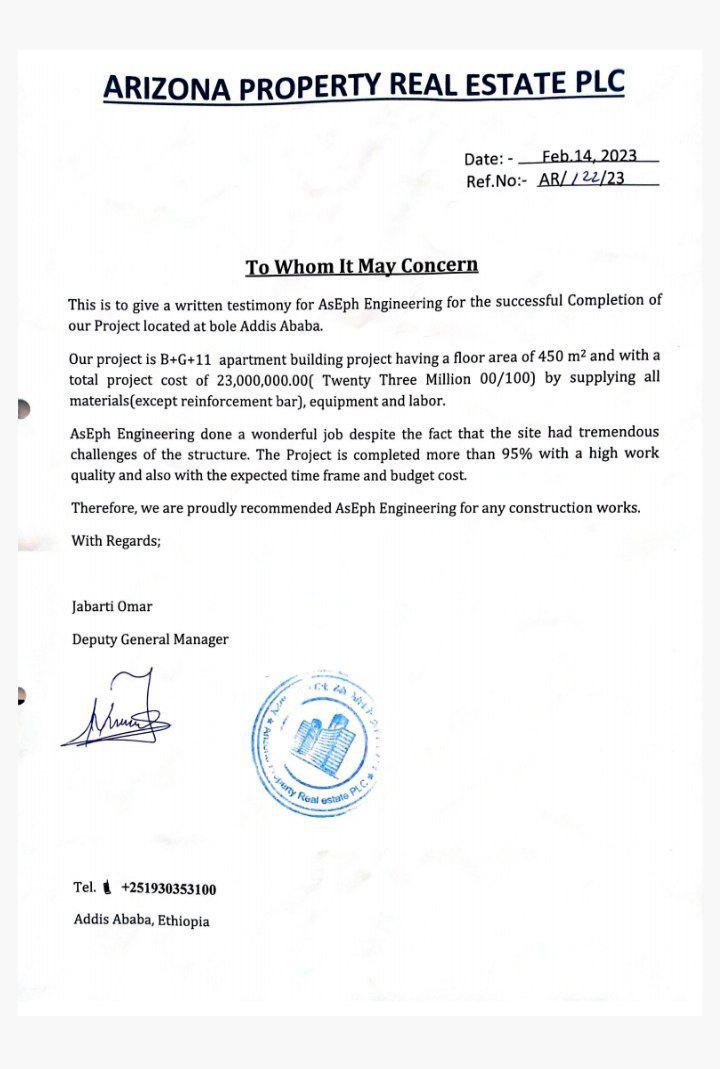 ARIZONA PROPERTY REAL ESTATE PLC
Date: - Feb.14, 2023
Ref.No:- AR/122/23
To Whom It May Concern
This is to give a written testimony for AsEph Engineering for the successful Completion of
our Project located at bole Addis Ababa.
Our project is B+G+11 apartment building project having a floor area of 450 m² and with a
total project cost of 23,000,000.00( Twenty Three Million 00/100) by supplying all
materials(except reinforcement bar), equipment and labor.
AsEph Engineering done a wonderful job despite the fact that the site had tremendous
challenges of the structure. The Project is completed more than 95% with a high work
quality and also with the expected time frame and budget cost.
Therefore, we are proudly recommended AsEph Engineering for any construction works.
With Regards;
Jabarti Omar
Deputy General Manager
Real estate PLC
Tel. +251930353100
Addis Ababa, Ethiopia